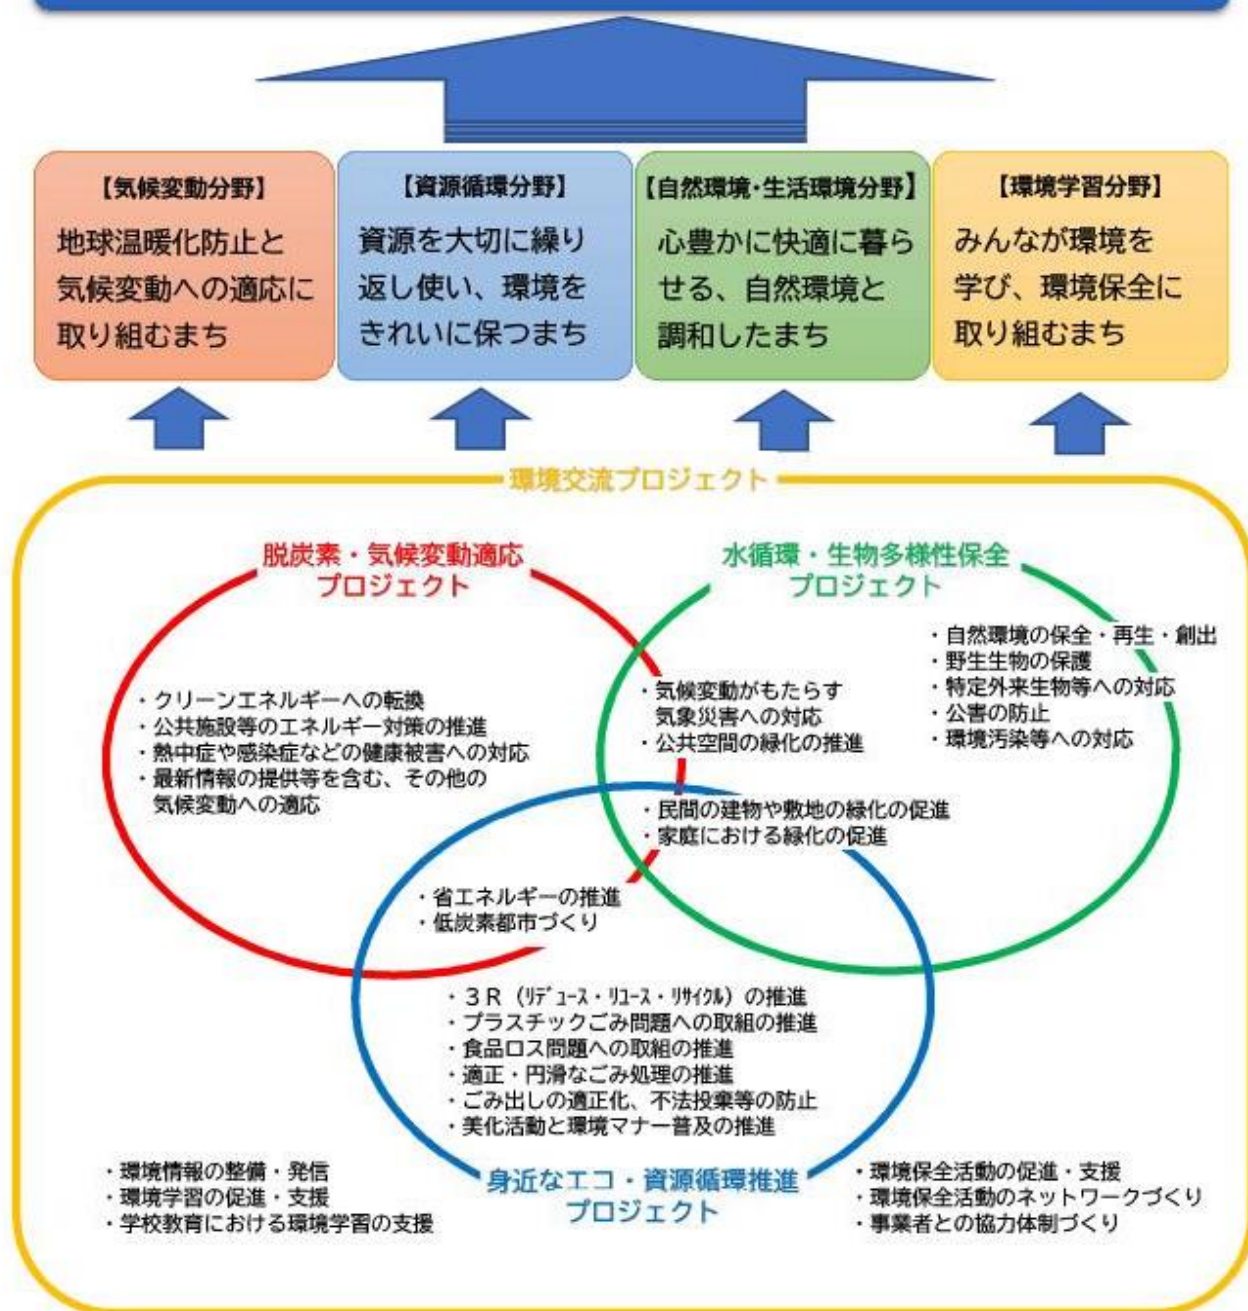 【気候変動分野】
地球温暖化防止と
気候変動への適応に
取り組むまち
【資源循環分野】
資源を大切に繰り
返し使い、環境を
きれいに保つまち
【自然環境・生活環境分野】
心豊かに快適に暮ら
せる、自然環境と
調和したまち
【環境学習分野】
みんなが環境を
学び、環境保全に
取り組むまち
環境交流プロジェクト
脱炭素・気候変動適応
プロジェクト
水循環・生物多様性保全
プロジェクト
・自然環境の保全・再生・創出
・野生生物の保護
・特定外来生物等への対応
・公害の防止
・環境汚染等への対応
・クリーンエネルギーへの転換
・公共施設等のエネルギー対策の推進
・熱中症や感染症などの健康被害への対応
・最新情報の提供等を含む、その他の
気候変動への適応
・気候変動がもたらす
気象災害への対応
・公共空間の緑化の推進
・民間の建物や敷地の緑化の促進
・家庭における緑化の促進
・省エネルギーの推進
・低炭素都市づくり
・３Ｒ（ﾘﾃﾞｭｰｽ・ﾘﾕｰｽ・ﾘｻｲｸﾙ）の推進
・プラスチックごみ問題への取組の推進
・食品ロス問題への取組の推進
・適正・円滑なごみ処理の推進
・ごみ出しの適正化、不法投棄等の防止
・美化活動と環境マナー普及の推進
身近なエコ・資源循環推進
プロジェクト
・環境情報の整備・発信
・環境学習の促進・支援
・学校教育における環境学習の支援
・環境保全活動の促進・支援
・環境保全活動のネットワークづくり
・事業者との協力体制づくり